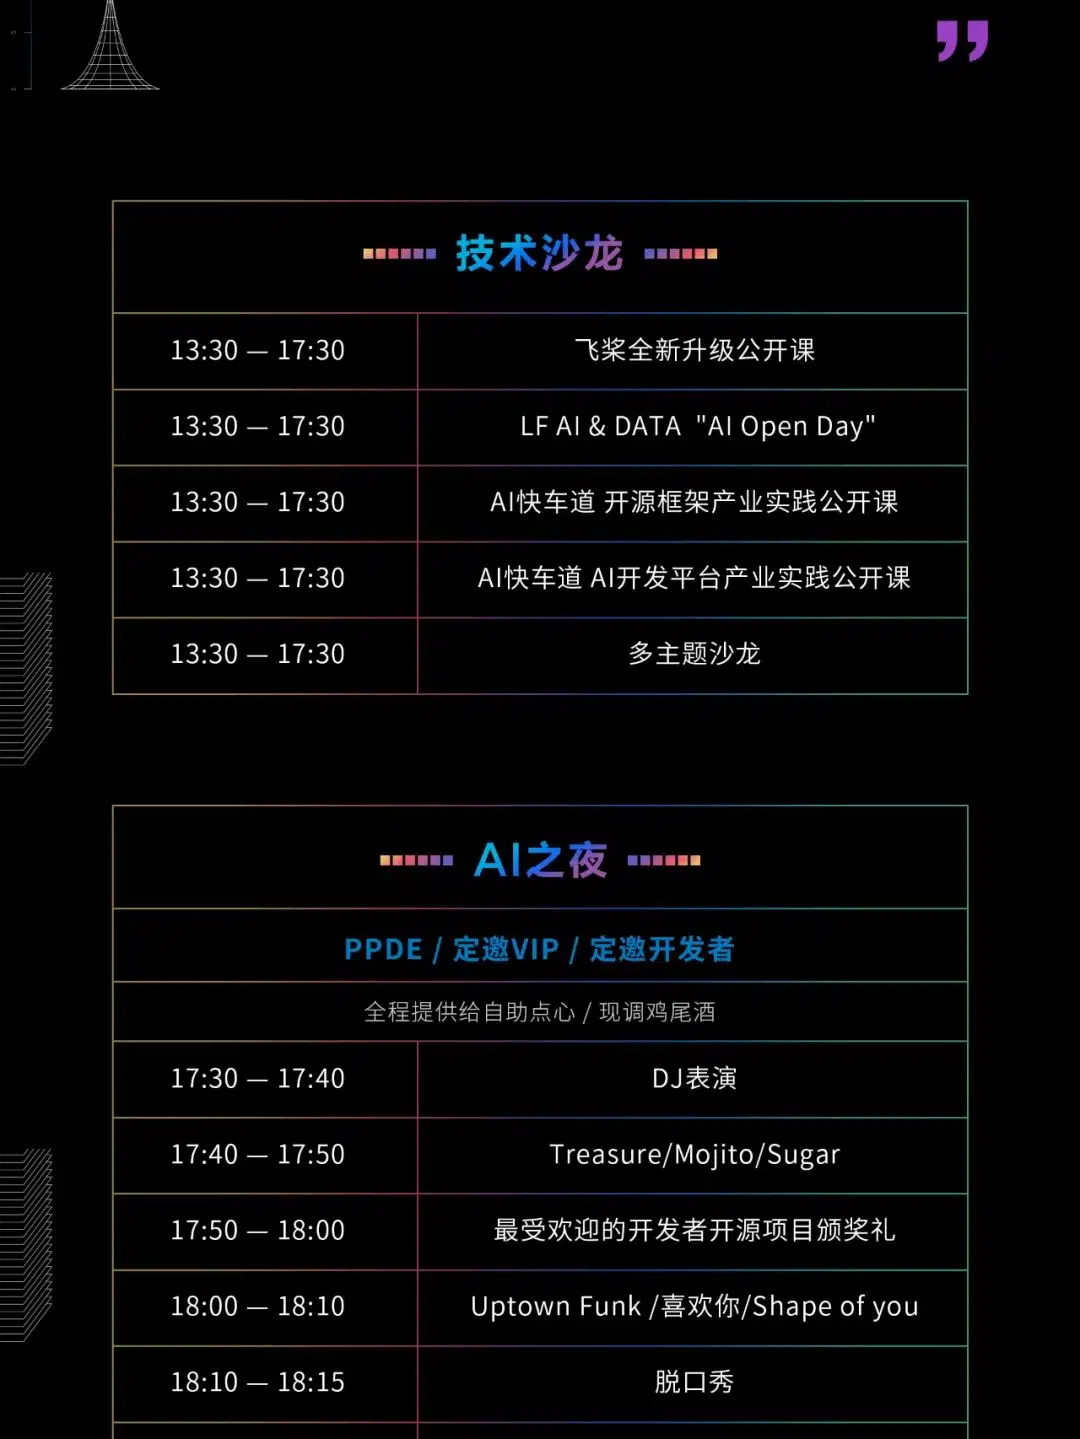 技术沙龙
13:30 — 17:30 飞桨全新升级公开课
13:30 — 17:30 LF AI & DATA "AI Open Day"
13:30 — 17:30 AI快车道 开源框架产业实践公开课
13:30 — 17:30 AI快车道 AI开发平台产业实践公开课
13:30 — 17:30 多主题沙龙
AI之夜
PPDE / 定邀VIP / 定邀开发者
全程提供给自助点心 / 现调鸡尾酒
17:30 — 17:40 DJ表演
17:40 — 17:50 Treasure/Mojito/Sugar
17:50 — 18:00 最受欢迎的开发者开源项目颁奖礼
18:00 — 18:10 Uptown Funk /喜欢你/Shape of you
18:10 — 18:15 脱口秀